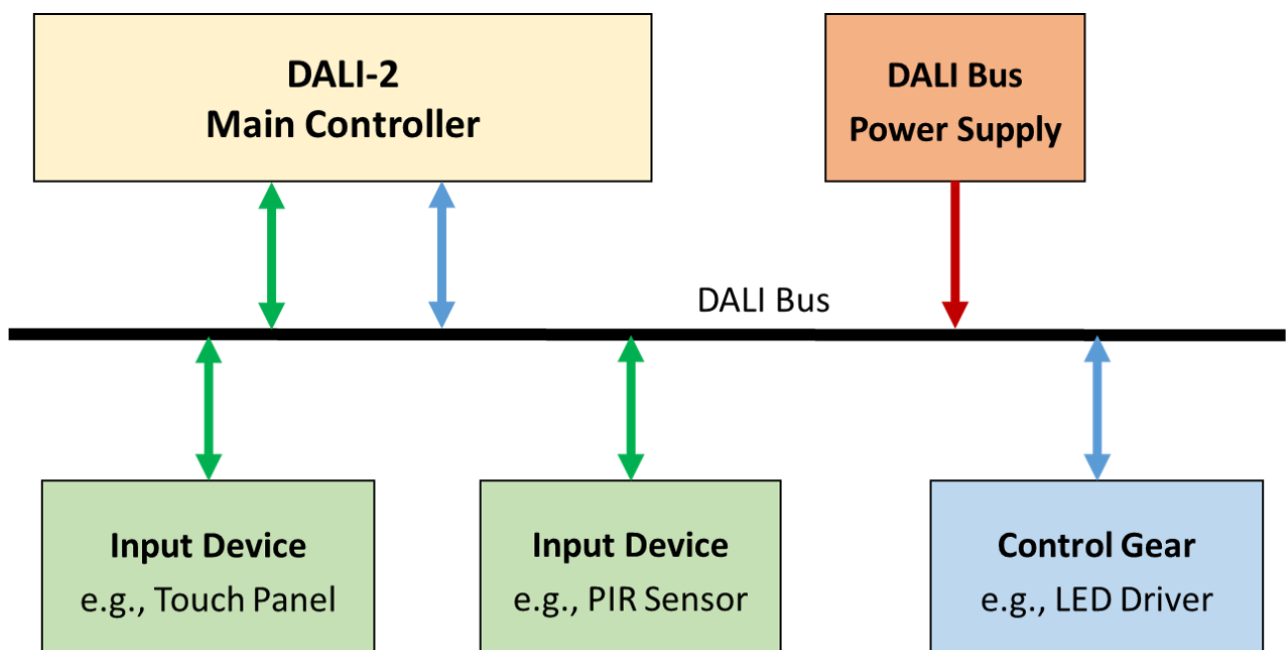 DALI-2
Main Controller
DALI Bus
Power Supply
DALI Bus
Input Device
e.g., Touch Panel
Input Device
e.g., PIR Sensor
Control Gear
e.g., LED Driver